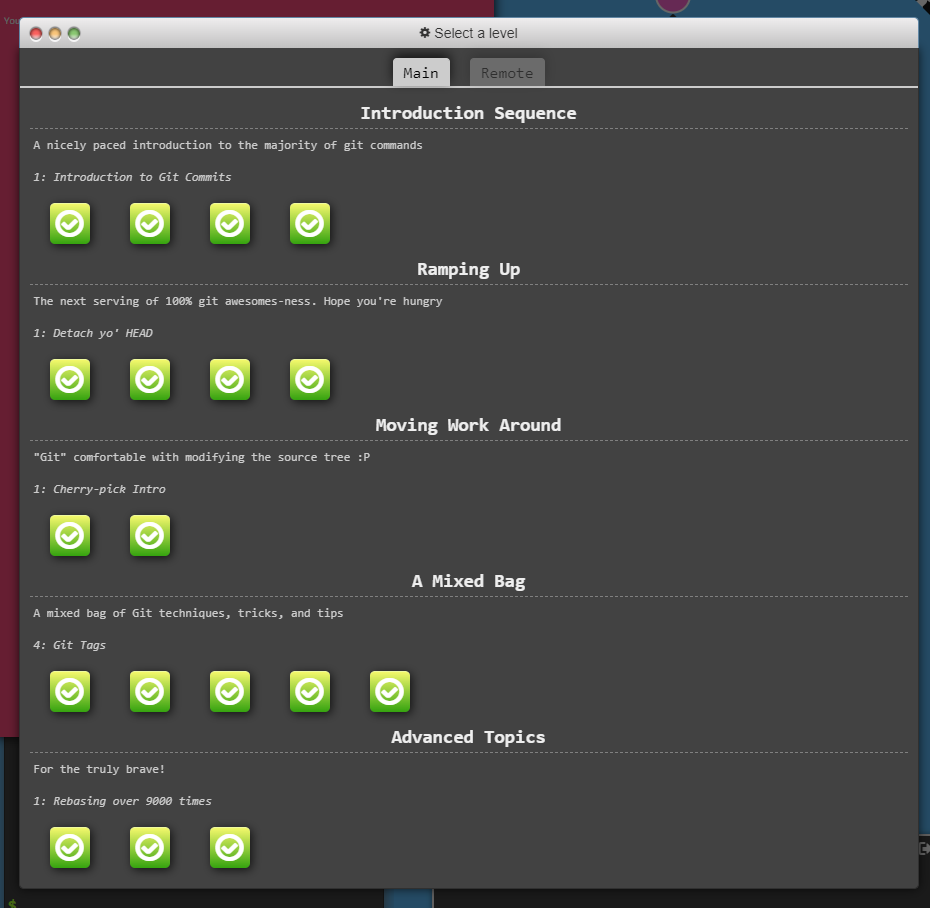 You
Select a level
Main Remote
Introduction Sequence
A nicely paced introduction to the majority of git commands
1: Introduction to Git Commits
Ramping Up
The next serving of 100% git awesomes-ness. Hope you're hungry
1: Detach yo' HEAD
Moving Work Around
"Git" comfortable with modifying the source tree :P
1: Cherry-pick Intro
A Mixed Bag
A mixed bag of Git techniques, tricks, and tips
4: Git Tags
Advanced Topics
For the truly brave!
1: Rebasing over 9000 times
$